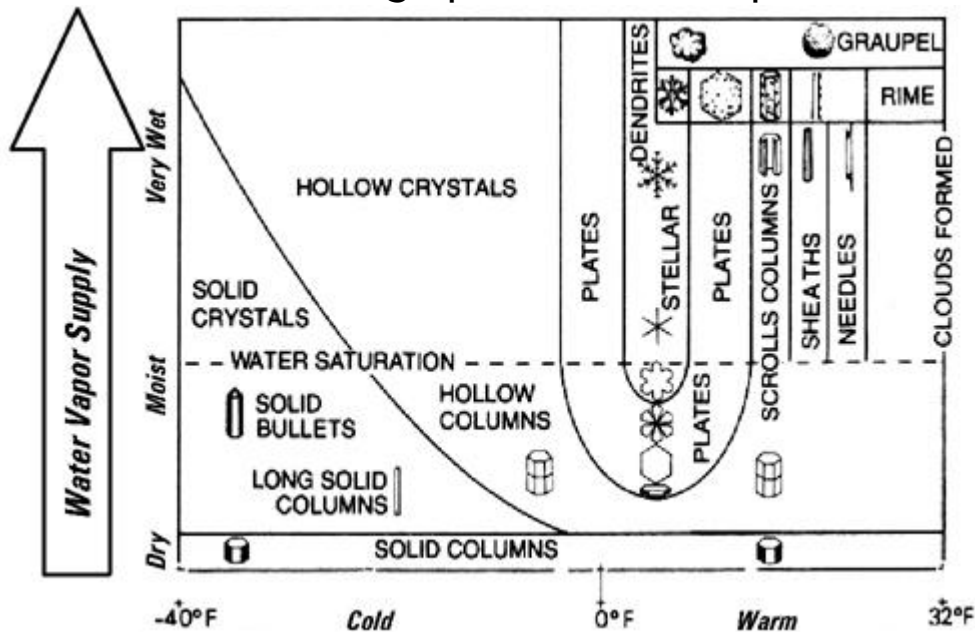 GRAUPEL
RIME
DENDRITES
STELLAR
PLATES
PLATES
PLATES
SCROLLS COLUMNS
SHEATHS
NEEDLES
CLOUDS FORMED
HOLLOW CRYSTALS
SOLID
CRYSTALS
WATER SATURATION
HOLLOW
COLUMNS
SOLID
BULLETS
LONG SOLID
COLUMNS
SOLID COLUMNS
Water Vapor Supply
Very Wet
Moist
Dry
-40°F
Cold
0°F
Warm
32°F